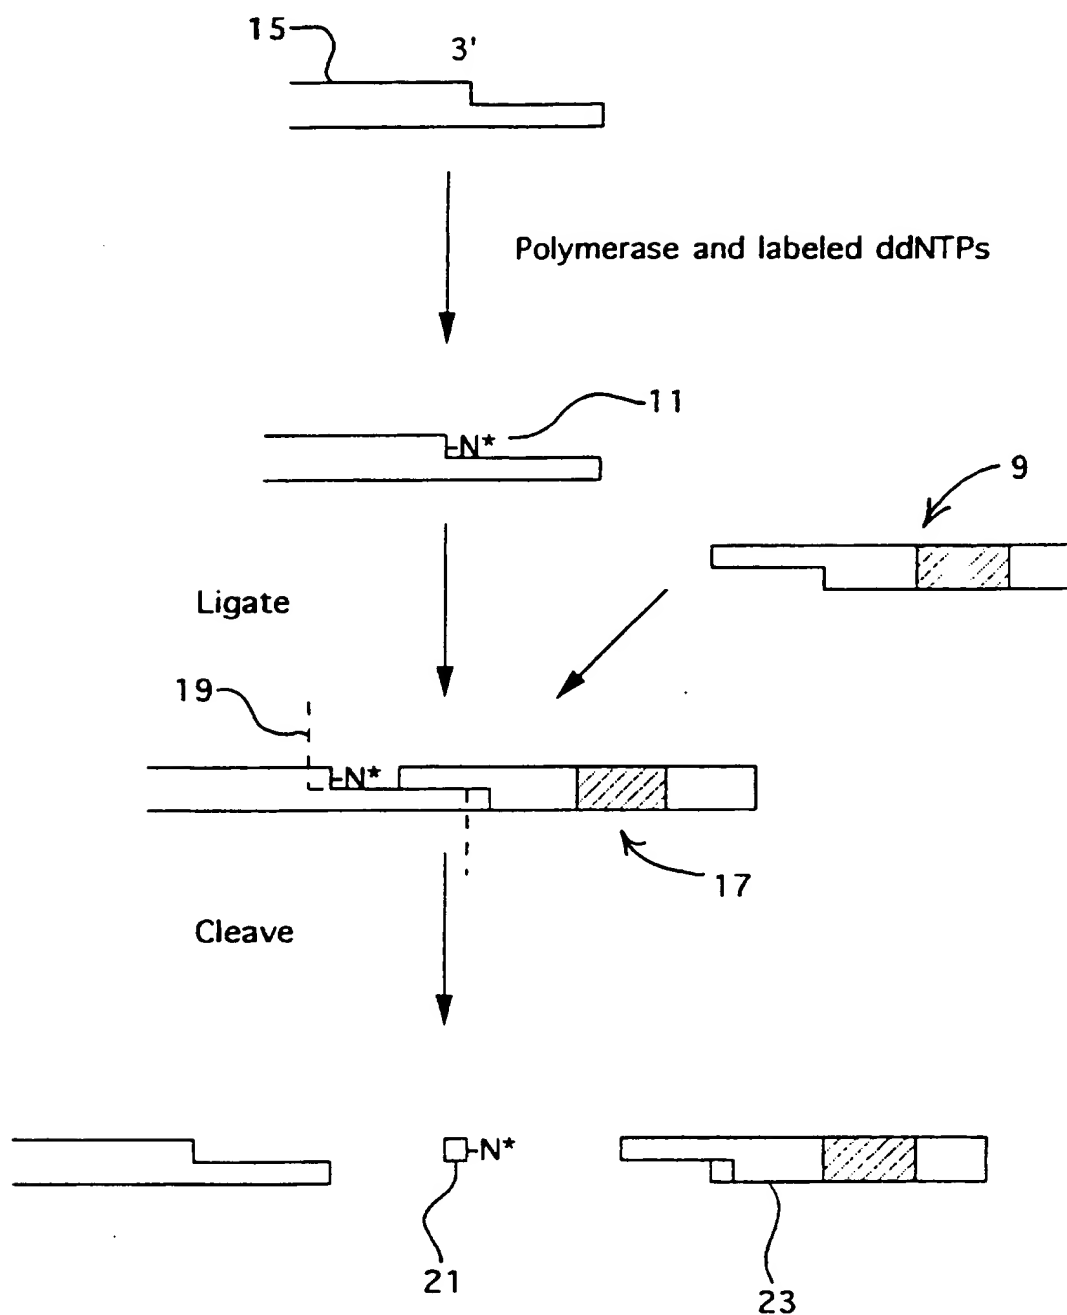 15
3'
Polymerase and labeled ddNTPs
11
N*
9
Ligate
19
N*
17
Cleave
N*
21
23